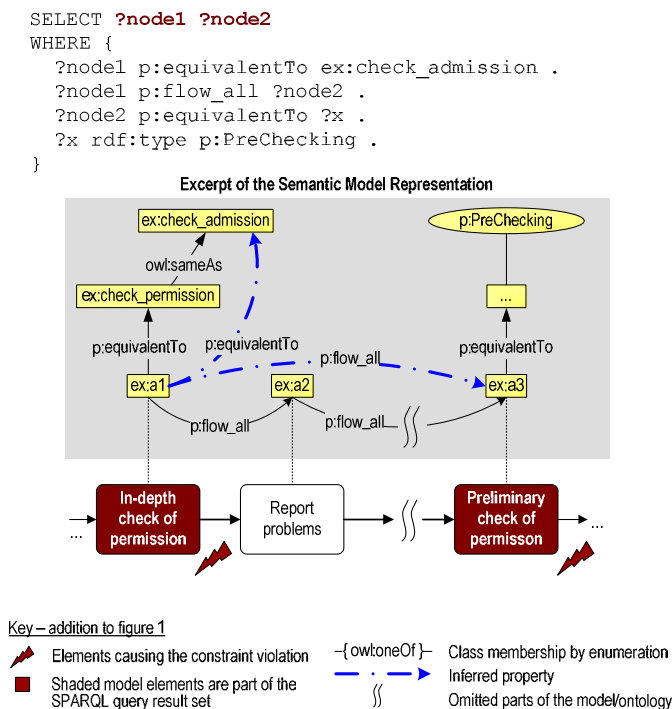 SELECT ?node1 ?node2
WHERE {
?node1 p:equivalentTo ex:check_admission .
?node1 p:flow_all ?node2 .
?node2 p:equivalentTo ?x .
?x rdf:type p:PreChecking .
}
Excerpt of the Semantic Model Representation
ex:check_admission
p:PreChecking
owl:sameAs
ex:check_permission
...
p:equivalentTo
p:equivalentTo
p:equivalentTo
p:flow_all
ex:a1
ex:a2
ex:a3
p:flow_all
p:flow_all
In-depth
check of
permission
Report
problems
Preliminary
check of
permisson
...
...
Key – addition to figure 1
Elements causing the constraint violation
Shaded model elements are part of the
SPARQL query result set
–{owl:oneOf}– Class membership by enumeration
Inferred property
Omitted parts of the model/ontology